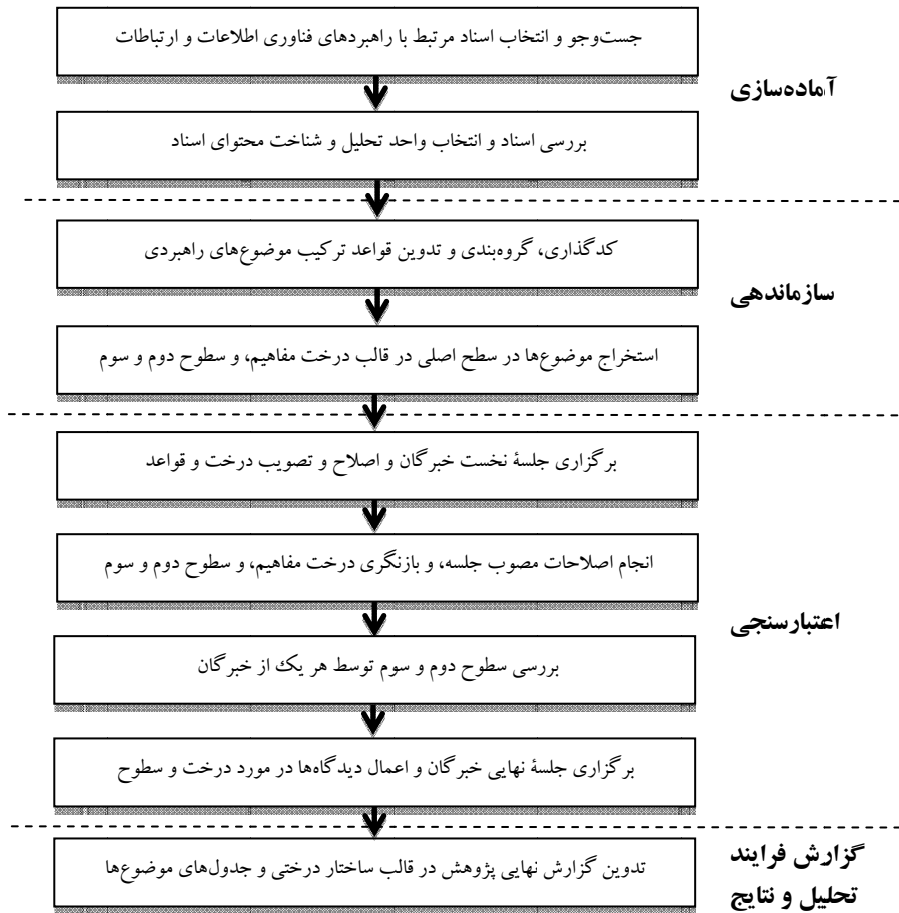 جست‌وجو و انتخاب اسناد مرتبط با راهبردهای فناوری اطلاعات و ارتباطات
آماده‌سازی
بررسی اسناد و انتخاب واحد تحلیل و شناخت محتوای اسناد
کدگذاری، گروه‌بندی و تدوین قواعد ترکیب موضوع‌های راهبردی
سازماندهی
استخراج موضوع‌ها در سطح اصلی در قالب درخت مفاهیم، و سطوح دوم و سوم
برگزاری جلسهٔ نخست خبرگان و اصلاح و تصویب درخت و قواعد
انجام اصلاحات مصوب جلسه، و بازنگری درخت مفاهیم، و سطوح دوم و سوم
اعتبارسنجی
بررسی سطوح دوم و سوم توسط هر یک از خبرگان
برگزاری جلسهٔ نهایی خبرگان و اعمال دیدگاه‌ها در مورد درخت و سطوح
گزارش فرایند
تحلیل و نتایج
تدوین گزارش نهایی پژوهش در قالب ساختار درختی و جدول‌های موضوع‌ها